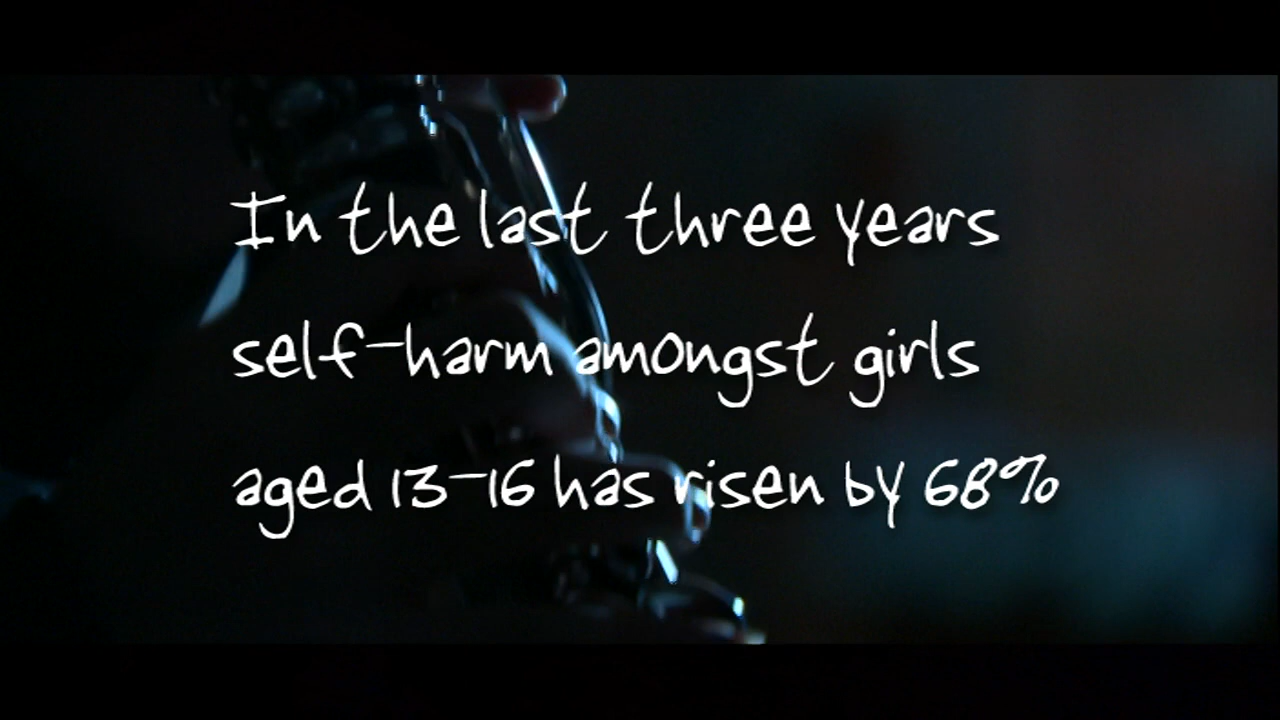 In the last three years
self-harm amongst girls
aged 13-16 has risen by 68%